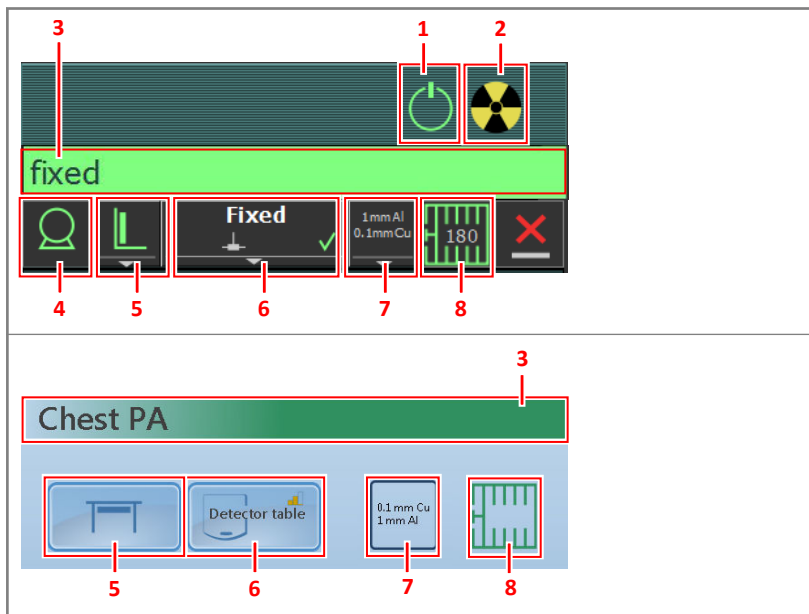 3
1
2
fixed
Fixed
1mm Al
0.1mm Cu
180
4
5
6
7
8
3
Chest PA
Detector table
0.1 mm Cu
1 mm Al
5
6
7
8